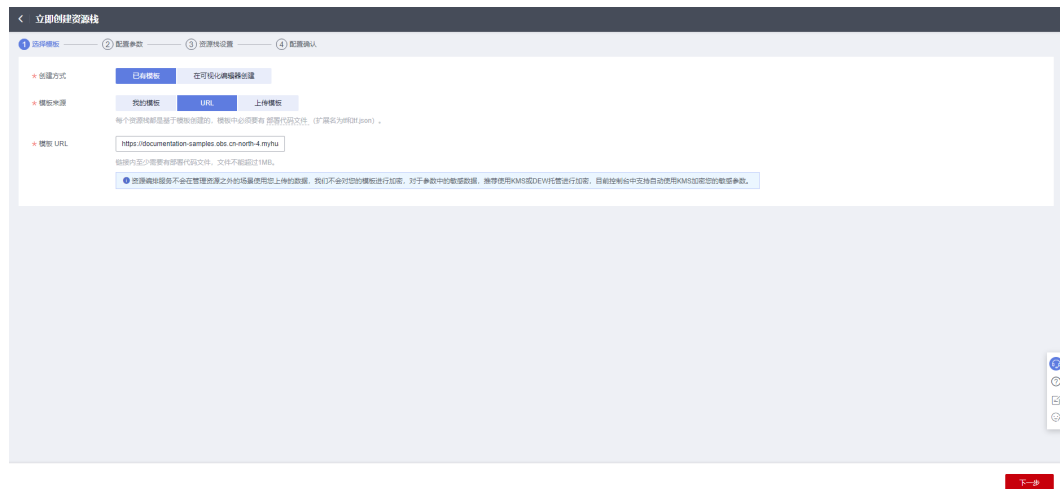 立即创建资源栈
1 选择模板 2 配置参数 3 资源栈设置 4 配置确认
* 创建方式 已有模板 在可视化编辑器创建
* 模板来源 我的模板 URL 上传模板
每个资源栈都是基于模板创建的，模板中必须要有 部署代码文件 （扩展名为tf和tf.json）。
* 模板 URL https://documentation-samples.obs.cn-north-4.myhu
链接内至少需要有部署代码文件，文件不能超过1MB。
资源编排服务不会在管理资源之外的场景使用您上传的数据，我们不会对您的模板进行加密，对于参数中的敏感数据，推荐使用KMS或DEW托管进行加密，目前控制台中支持自动使用KMS加密您的敏感参数。
下一步